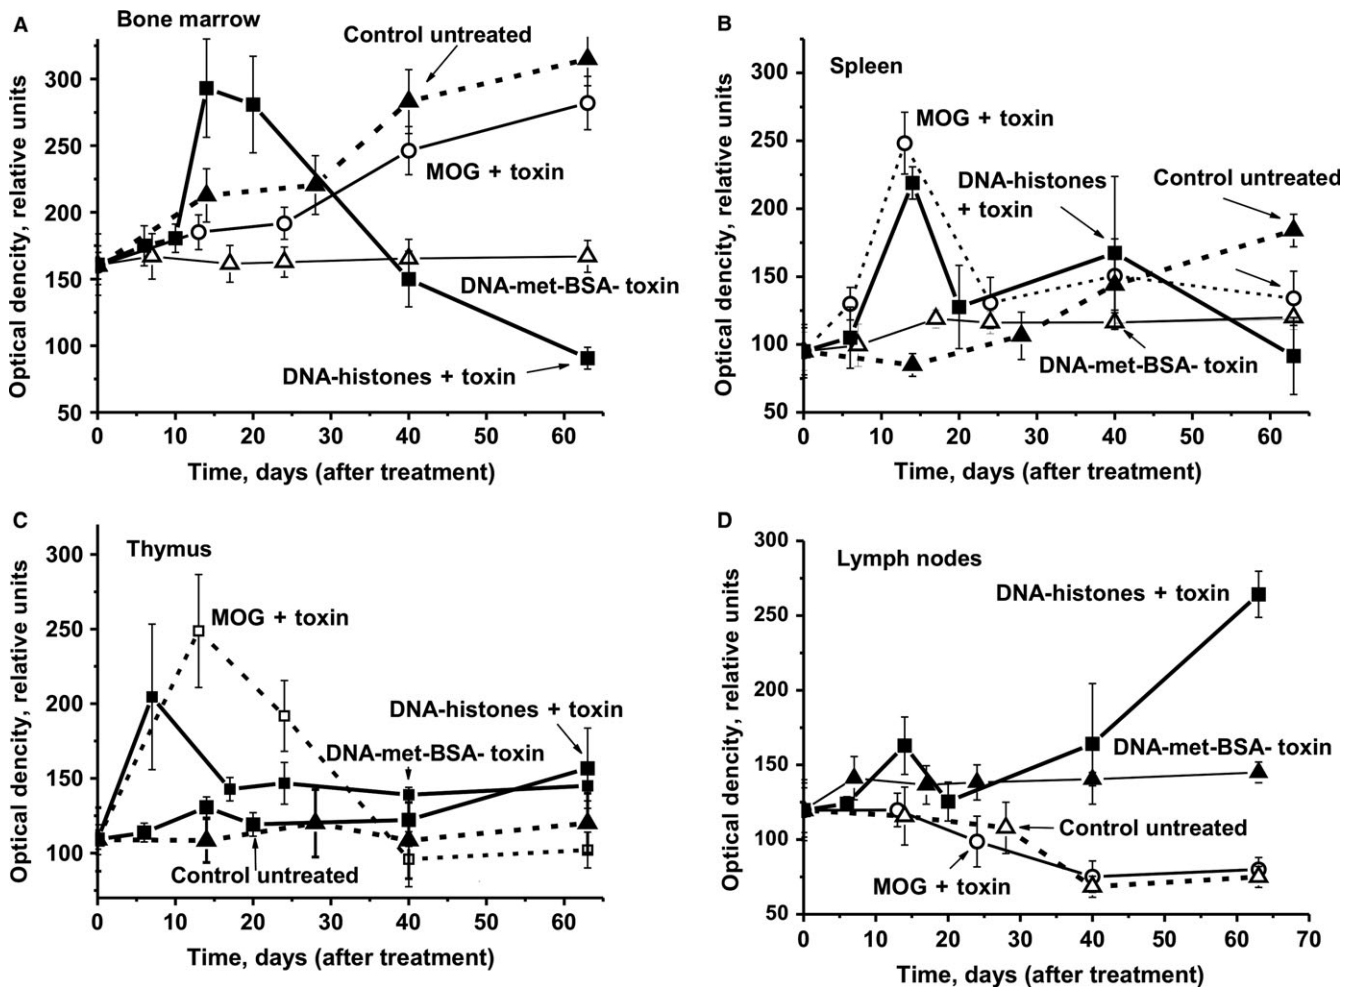 A
Bone marrow
Control untreated
300
250
200
150
100
50
MOG + toxin
DNA-met-BSA- toxin
DNA-histones + toxin
0 10 20 30 40 50 60
Time, days (after treatment)
Optical dencity, relative units
B
Spleen
MOG + toxin
DNA-histones
+ toxin
Control untreated
DNA-met-BSA- toxin
300
250
200
150
100
50
0 10 20 30 40 50 60
Time, days (after treatment)
Optical dencity, relative units
C
Thymus
MOG + toxin
DNA-histones + toxin
DNA-met-BSA- toxin
Control untreated
300
250
200
150
100
0 10 20 30 40 50 60
Time, days (after treatment)
Optical dencity, relative units
D
Lymph nodes
DNA-histones + toxin
DNA-met-BSA- toxin
Control untreated
MOG + toxin
300
250
200
150
100
50
0 10 20 30 40 50 60 70
Time, days (after treatment)
Optical dencity, relative units